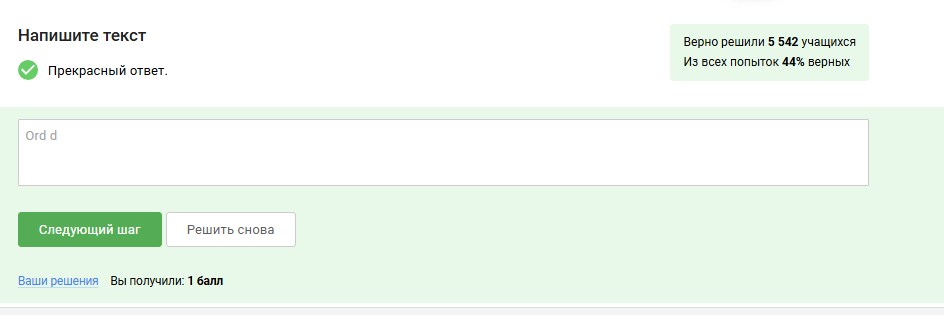 Напишите текст
Прекрасный ответ.
Верно решили 5 542 учащихся
Из всех попыток 44% верных
Ord d
Следующий шаг
Решить снова
Ваши решения Вы получили: 1 балл